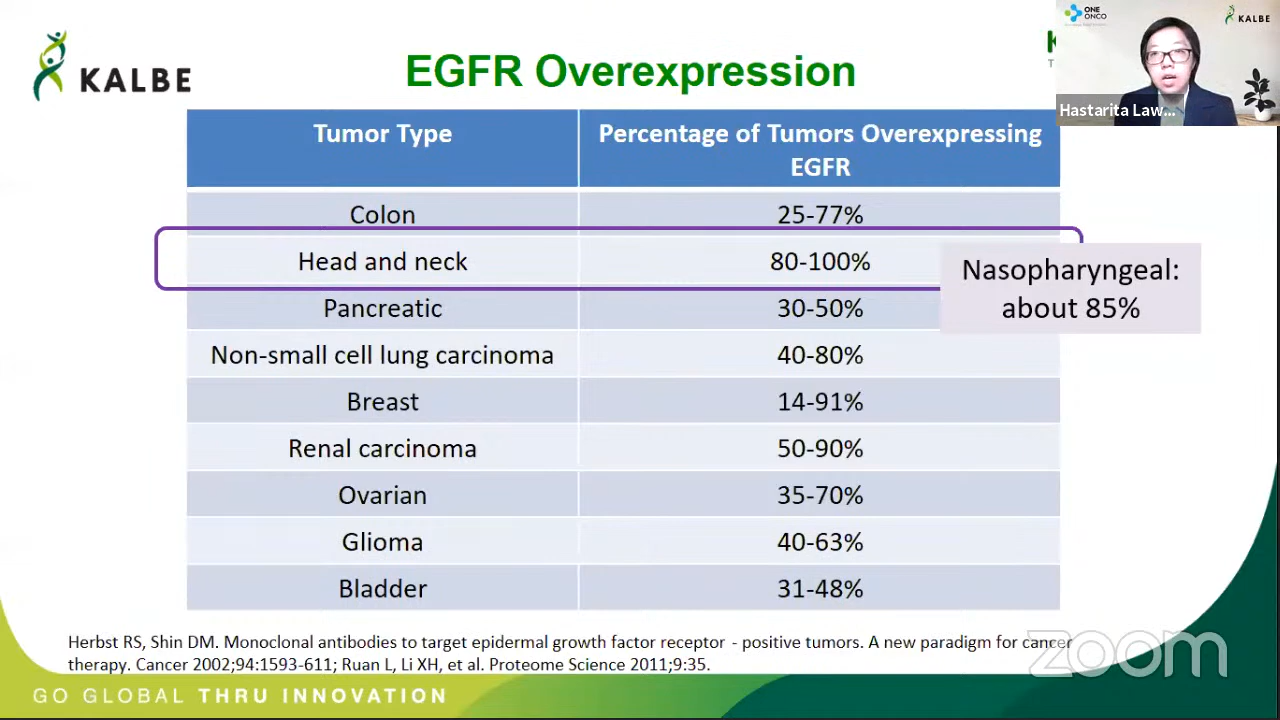 KALBE
EGFR Overexpression
ONE
ONCO
KALBE
Hastarita Law...
Tumor Type
Percentage of Tumors Overexpressing
EGFR
Colon
25-77%
Head and neck
80-100%
Nasopharyngeal:
about 85%
Pancreatic
30-50%
Non-small cell lung carcinoma
40-80%
Breast
14-91%
Renal carcinoma
50-90%
Ovarian
35-70%
Glioma
40-63%
Bladder
31-48%
Herbst RS, Shin DM. Monoclonal antibodies to target epidermal growth factor receptor - positive tumors. A new paradigm for cancer
therapy. Cancer 2002;94:1593-611; Ruan L, Li XH, et al. Proteome Science 2011;9:35.
zoom
GO GLOBAL THRU INNOVATION